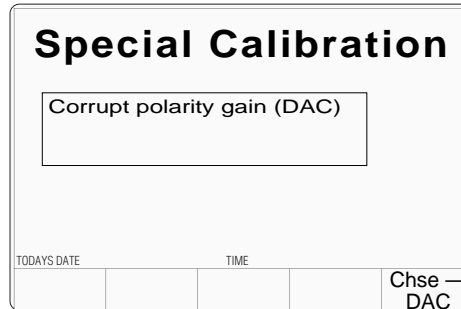 Special Calibration
Corrupt polarity gain (DAC)
TODAYS DATE TIME
Chse —
DAC